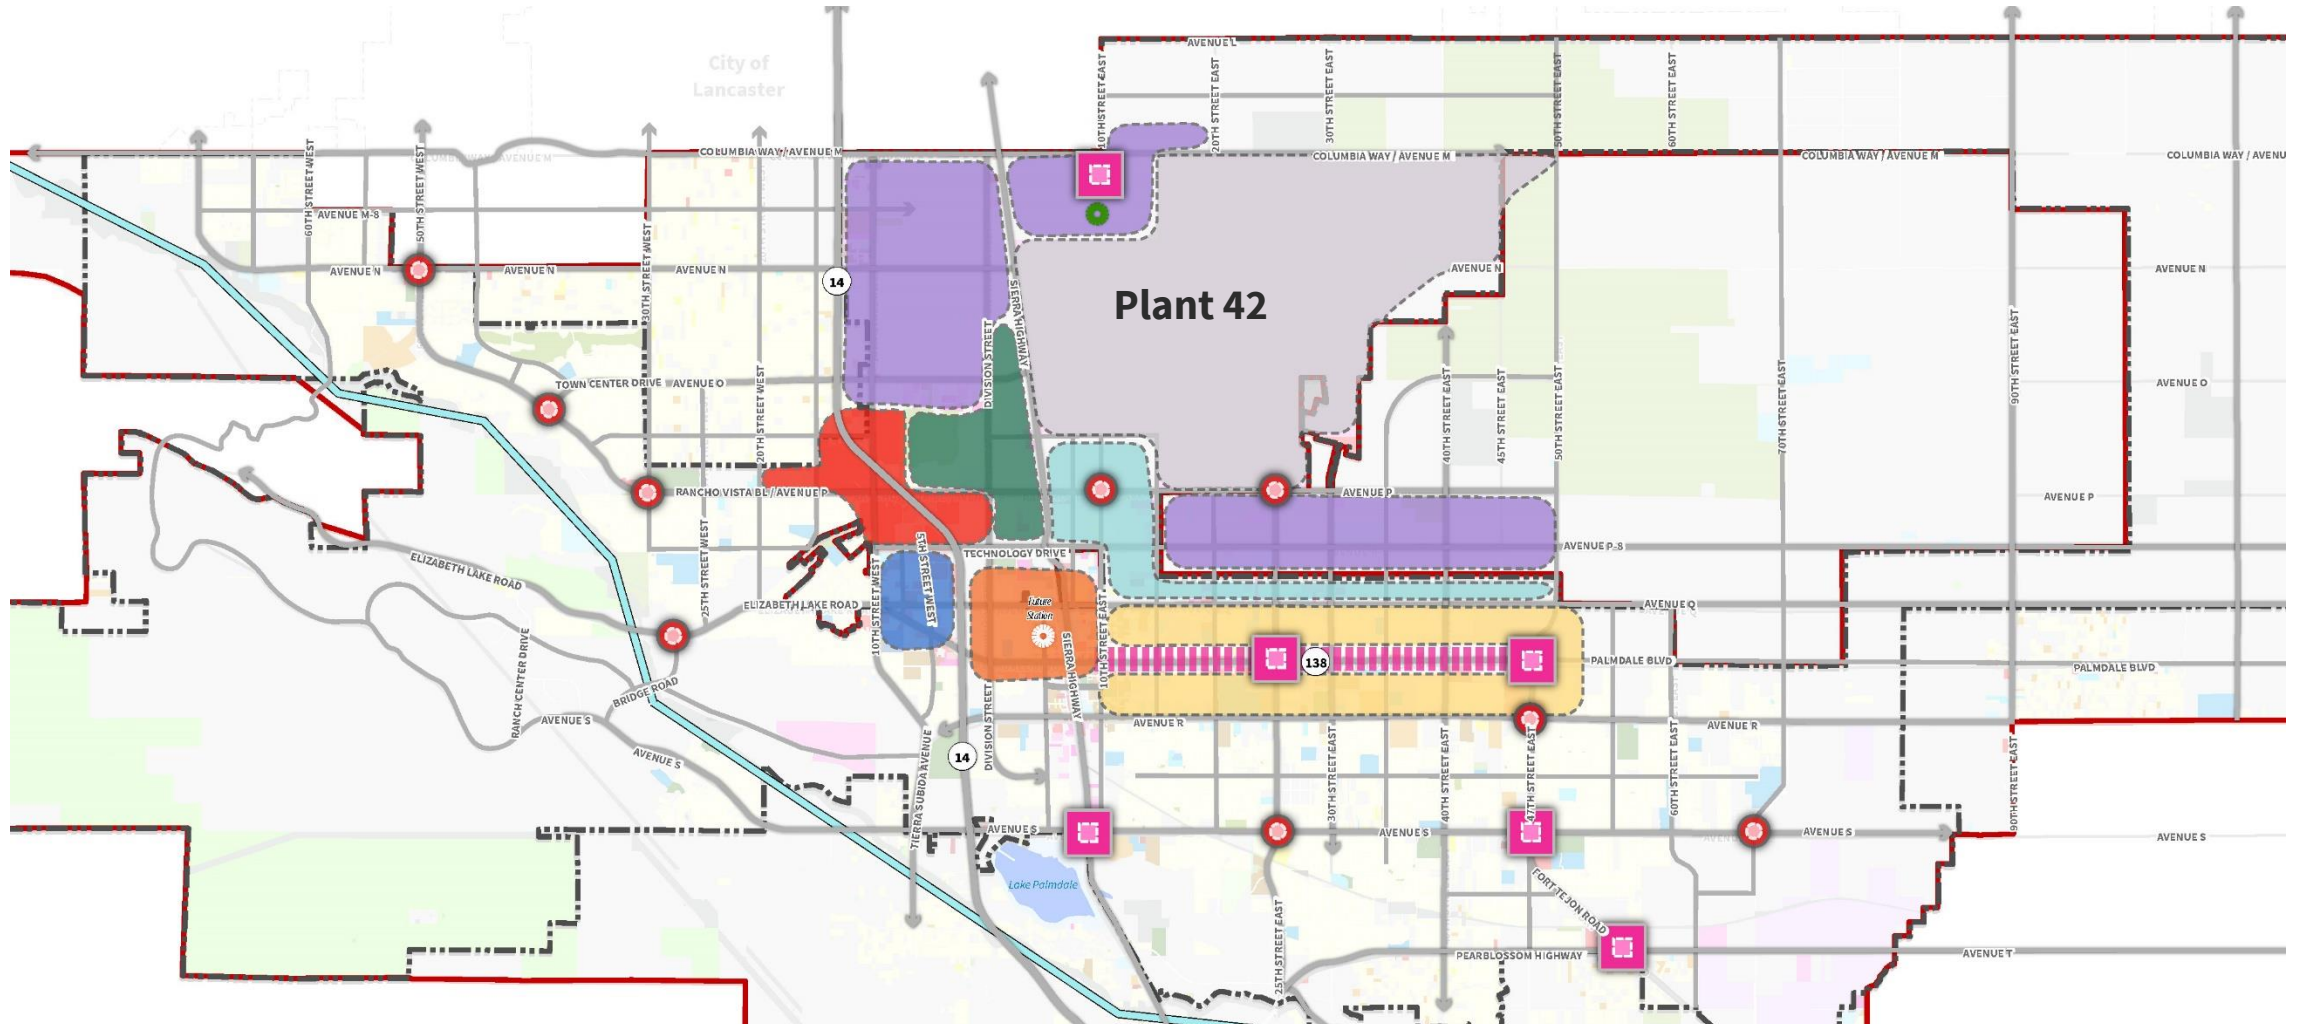 City of
Lancaster
AVENUE L
10TH STREET EAST
20TH STREET EAST
30TH STREET EAST
50TH STREET EAST
60TH STREET EAST
COLUMBIA WAY / AVENUE M
COLUMBIA WAY / AVENUE M
COLUMBIA WAY / AVENUE M
COLUMBIA WAY / AVENU
COLUMBIA WAY / AVENUE M
60TH STREET WEST
50TH STREET WEST
AVENUE M-8
AVENUE N
AVENUE N
AVENUE N
AVENUE N
AVENUE N
30TH STREET WEST
14
Plant 42
SIERRA HIGHWAY
DIVISION STREET
TOWN CENTER DRIVE
AVENUE O
AVENUE O
20TH STREET WEST
40TH STREET EAST
45TH STREET EAST
50TH STREET EAST
70TH STREET EAST
90TH STREET EAST
RANCHO VISTA BL / AVENUE P
AVENUE P
AVENUE P
ELIZABETH LAKE ROAD
25TH STREET WEST
10TH STREET WEST
5TH STREET WEST
TECHNOLOGY DRIVE
AVENUE P-8
ELIZABETH LAKE ROAD
Future
Station
AVENUE Q
10TH STREET EAST
SIERRA HIGHWAY
138
PALMDALE BLVD
PALMDALE BLVD
RANCH CENTER DRIVE
BRIDGE ROAD
AVENUE S
AVENUE S
TIERRA SUBIDA AVENUE
14
DIVISION STREET
AVENUE R
AVENUE R
30TH STREET EAST
40TH STREET EAST
47TH STREET EAST
60TH STREET EAST
90TH STREET EAST
AVENUE S
AVENUE S
AVENUE S
AVENUE S
Lake Palmdale
FORT TEJON ROAD
25TH STREET EAST
PEARBLOSSOM HIGHWAY
AVENUE T